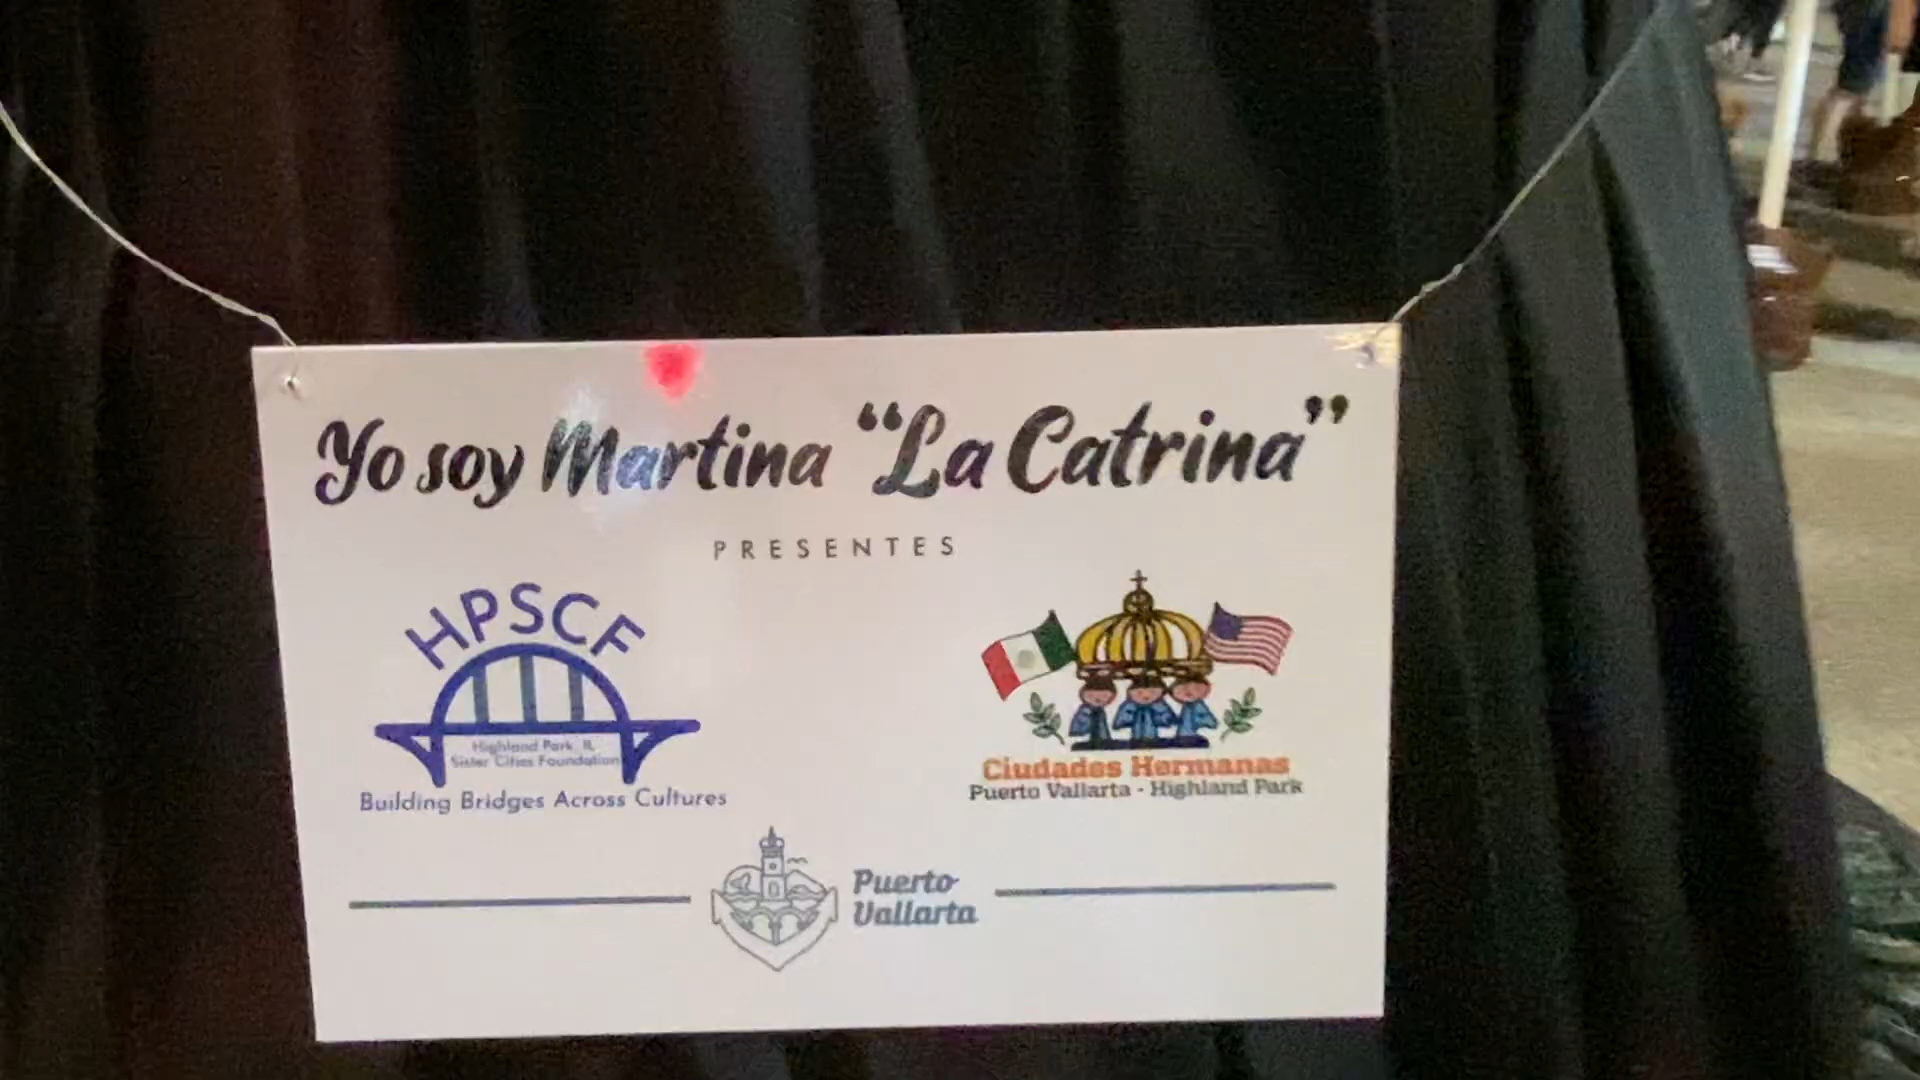 Yo soy Martina “La Catrina”
PRESENTES
HPSCF
Highland Park, IL
Sister Cities Foundation
Building Bridges Across Cultures
Ciudades Hermanas
Puerto Vallarta - Highland Park
Puerto
Vallarta